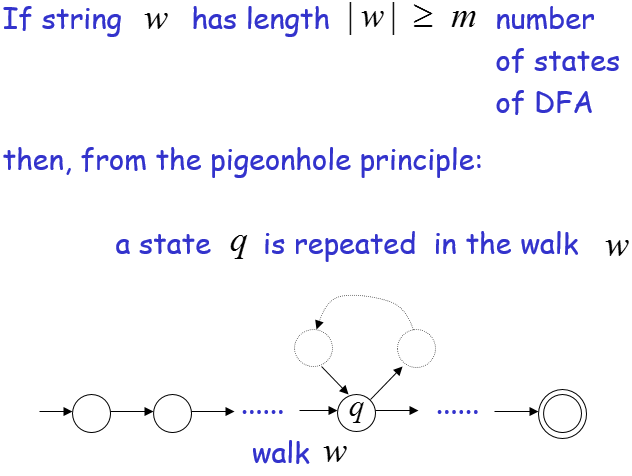 If string w has length |w| ≥ m number
of states
of DFA
then, from the pigeonhole principle:
a state q is repeated in the walk w
...... q ......
walk w